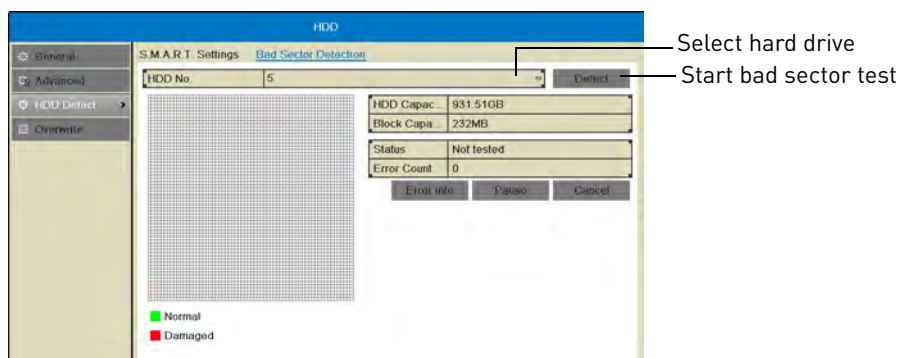 HDD
General
Advanced
HDD Detect
Overwrite
S.M.A.R.T. Settings Bad Sector Detection
HDD No. 5 Detect
HDD Capac... 931.51GB
Block Capa... 232MB
Status Not tested
Error Count 0
Error info Pause Cancel
Normal
Damaged
Select hard drive
Start bad sector test